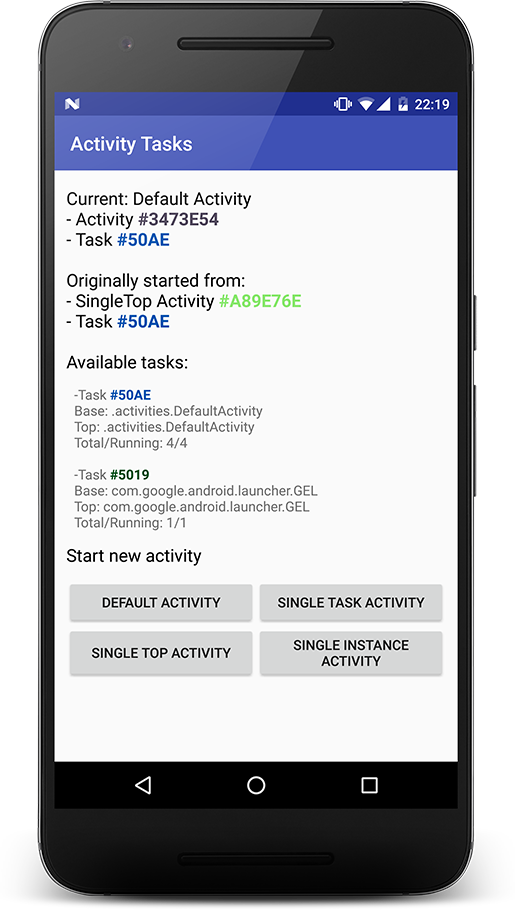 22:19
Activity Tasks
Current: Default Activity
- Activity #3473E54
- Task #50AE
Originally started from:
- SingleTop Activity #A89E76E
- Task #50AE
Available tasks:
-Task #50AE
Base: .activities.DefaultActivity
Top: .activities.DefaultActivity
Total/Running: 4/4
-Task #5019
Base: com.google.android.launcher.GEL
Top: com.google.android.launcher.GEL
Total/Running: 1/1
Start new activity
DEFAULT ACTIVITY
SINGLE TASK ACTIVITY
SINGLE TOP ACTIVITY
SINGLE INSTANCE
ACTIVITY